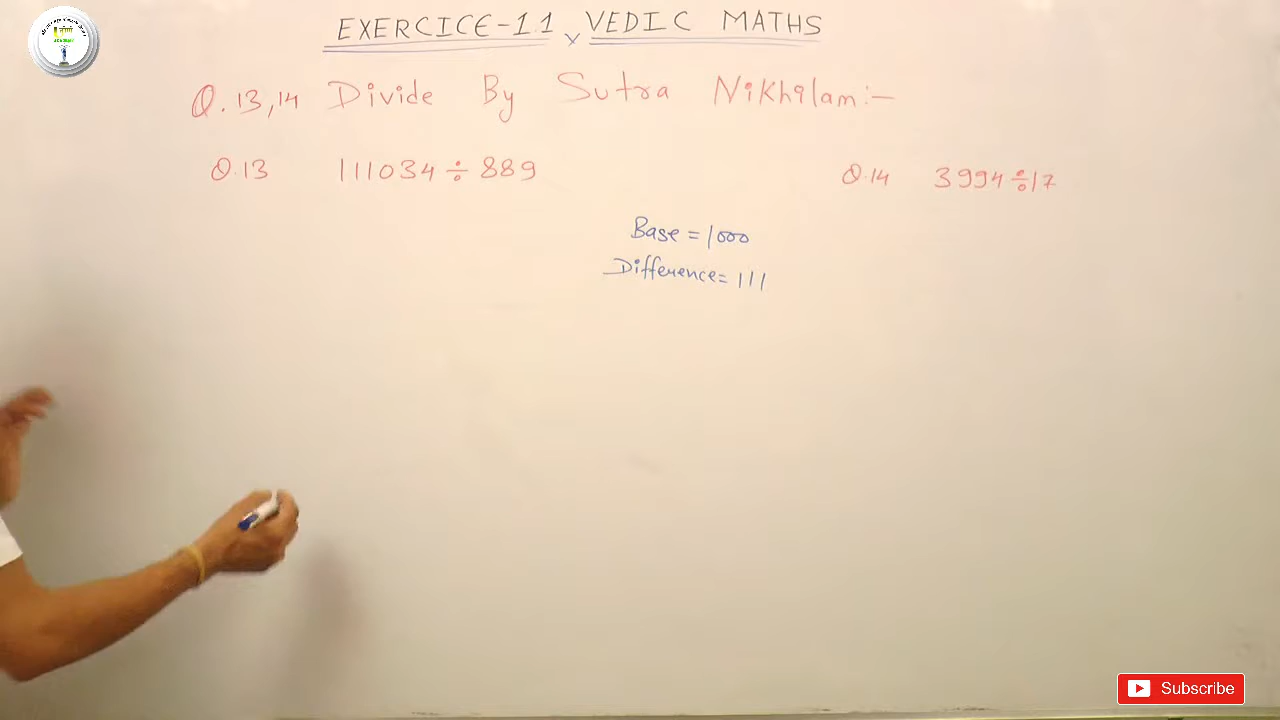 EXERCICE-1.1 VEDIC MATHS
Q. 13,14 Divide By Sutra Nikhilam:-
Q.13 111034 ÷ 889
Q.14 3994 ÷ 17
Base = 1000
Difference = 111
Subscribe